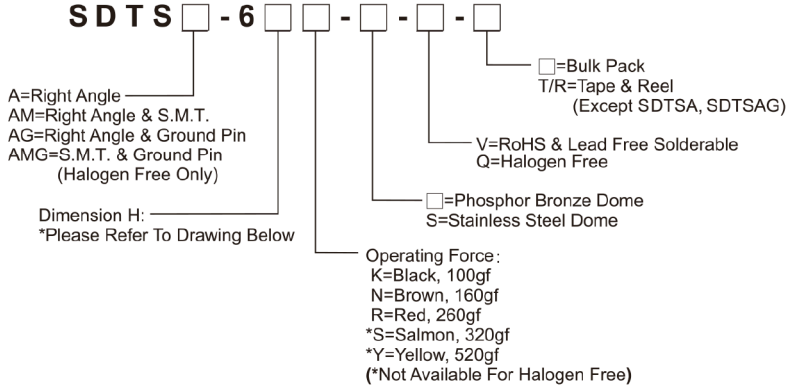 SDTS□-6□□-□-□-□
□=Bulk Pack
T/R=Tape & Reel
(Except SDTSA, SDTSAG)
A=Right Angle
AM=Right Angle & S.M.T.
AG=Right Angle & Ground Pin
AMG=S.M.T. & Ground Pin
(Halogen Free Only)
V=RoHS & Lead Free Solderable
Q=Halogen Free
□=Phosphor Bronze Dome
S=Stainless Steel Dome
Dimension H:
*Please Refer To Drawing Below
Operating Force:
K=Black, 100gf
N=Brown, 160gf
R=Red, 260gf
*S=Salmon, 320gf
*Y=Yellow, 520gf
(*Not Available For Halogen Free)